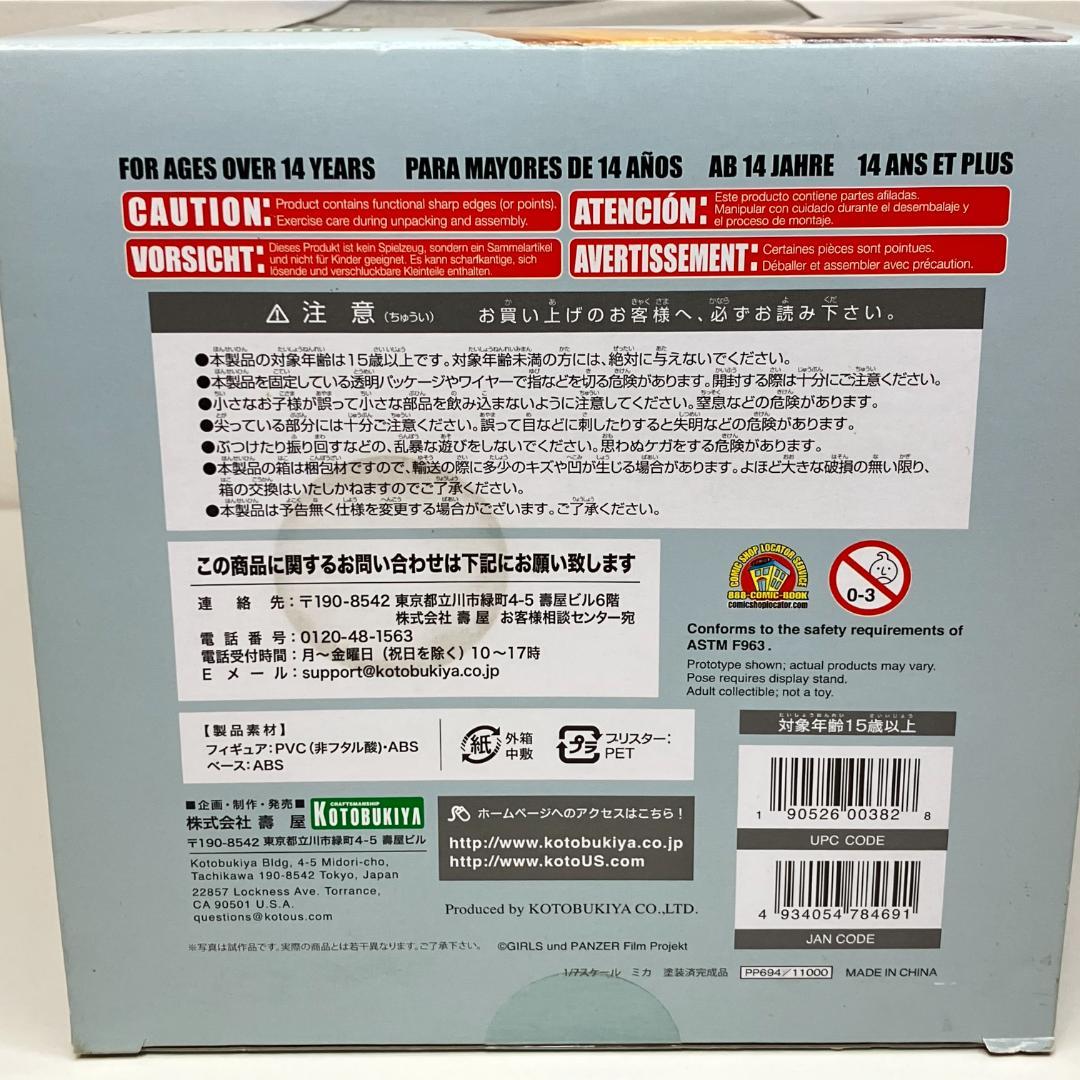 FOR AGES OVER 14 YEARS PARA MAYORES DE 14 AÑOS AB 14 JAHRE 14 ANS ET PLUS
CAUTION: Product contains functional sharp edges (or points).
Exercise care during unpacking and assembly.
ATENCIÓN: Este producto contiene partes afiladas.
Manipular con cuidado durante el desembalaje y
el proceso de montaje.
VORSICHT: Dieses Produkt ist kein Spielzeug, sondern ein Sammelartikel
und nicht für Kinder geeignet. Es kann scharfkantige, sich
lösende und verschluckbare Kleinteile enthalten.
AVERTISSEMENT: Certaines pièces sont pointues.
Déballer et assembler avec précaution.
⚠ 注 意 (ちゅうい) お買い上げのお客様へ、必ずお読み下さい。
●本製品の対象年齢は15歳以上です。対象年齢未満の方には、絶対に与えないでください。
●本製品を固定している透明パッケージやワイヤーで指などを切る危険があります。開封する際は十分にご注意ください。
●小さなお子様が誤って小さな部品を飲み込まないように注意してください。窒息などの危険があります。
●尖っている部分には十分ご注意ください。誤って目などに刺したりすると失明などの危険があります。
●ぶつけたり振り回すなどの、乱暴な遊びをしないでください。思わぬケガをする危険があります。
●本製品の箱は梱包材ですので、輸送の際に多少のキズや凹が生じる場合があります。よほど大きな破損の無い限り、
箱の交換はいたしかねますのでご了承ください。
●本製品は予告無く仕様を変更する場合がございます。ご了承ください。
この商品に関するお問い合わせは下記にお願い致します
連絡先:〒190-8542 東京都立川市緑町4-5 壽屋ビル6階
株式会社 壽屋 お客様相談センター宛
電話番号:0120-48-1563
電話受付時間:月~金曜日(祝日を除く)10~17時
Eメール:support@kotobukiya.co.jp
COMIC SHOP LOCATOR SERVICE
888-COMIC-BOOK
comicshoplocator.com
0-3
Conforms to the safety requirements of
ASTM F963.
Prototype shown; actual products may vary.
Pose requires display stand.
Adult collectible; not a toy.
【製品素材】
フィギュア:PVC(非フタル酸)・ABS
ベース:ABS
紙 外箱
中敷
プラ ブリスター:
PET
たいしょうねんれい さいいじょう
対象年齢15歳以上
1 90526 00382 8
UPC CODE
4 934054 784691
JAN CODE
■企画・制作・発売■
株式会社 壽 屋
CRAFTSMANSHIP
KOTOBUKIYA
〒190-8542 東京都立川市緑町4-5 壽屋ビル
Kotobukiya Bldg, 4-5 Midori-cho,
Tachikawa 190-8542 Tokyo, Japan
22857 Lockness Ave. Torrance,
CA 90501 U.S.A.
questions@kotous.com
ホームページへのアクセスはこちら!
http://www.kotobukiya.co.jp
http://www.kotoUS.com
Produced by KOTOBUKIYA CO.,LTD.
※写真は試作品です。実際の商品とは若干異なります。ご了承下さい。 ©GIRLS und PANZER Film Projekt
1/7スケール ミカ 塗装済完成品 PP694/11000 MADE IN CHINA